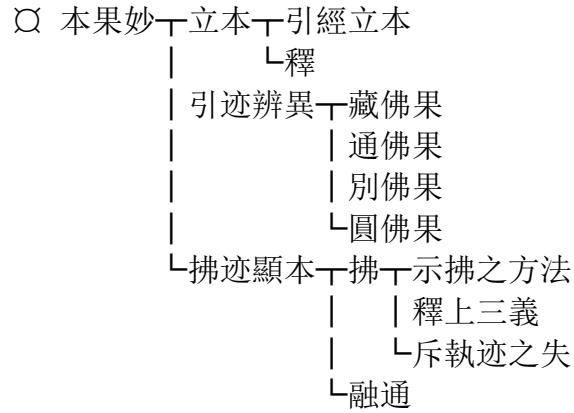 ¤ 本果妙┬立本┬引經立本
│ └釋
│引迹辨異┬藏佛果
│ │通佛果
│ │別佛果
│ └圓佛果
└拂迹顯本┬拂┬示拂之方法
│ │釋上三義
│ └斥執迹之失
└融通